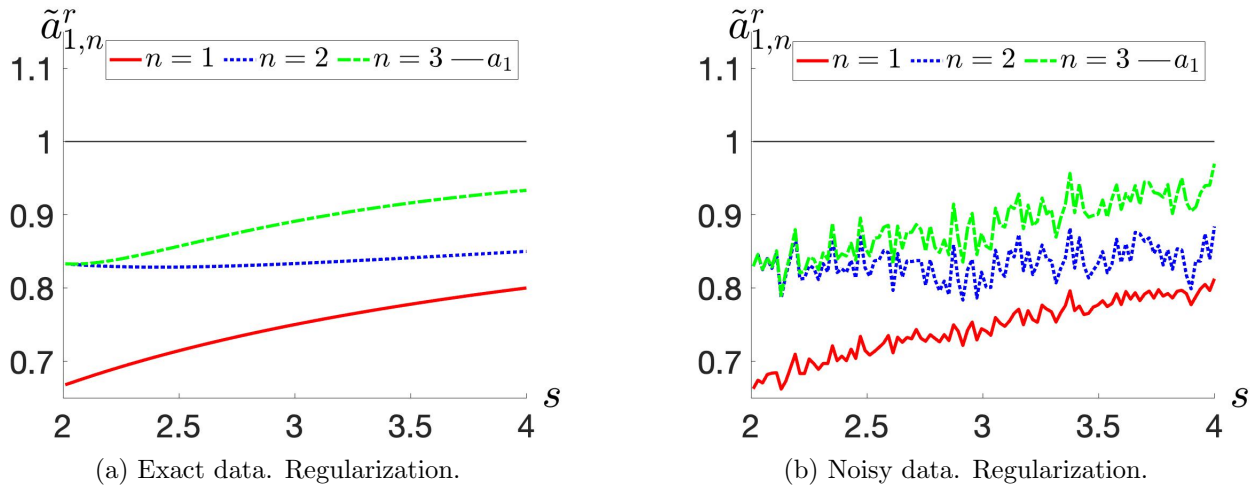 ã^r_{1,n}
n = 1 n = 2 n = 3 a_1
1.1
1
0.9
0.8
0.7
2 2.5 3 3.5 4
s
(a) Exact data. Regularization.
ã^r_{1,n}
n = 1 n = 2 n = 3 a_1
1.1
1
0.9
0.8
0.7
2 2.5 3 3.5 4
s
(b) Noisy data. Regularization.